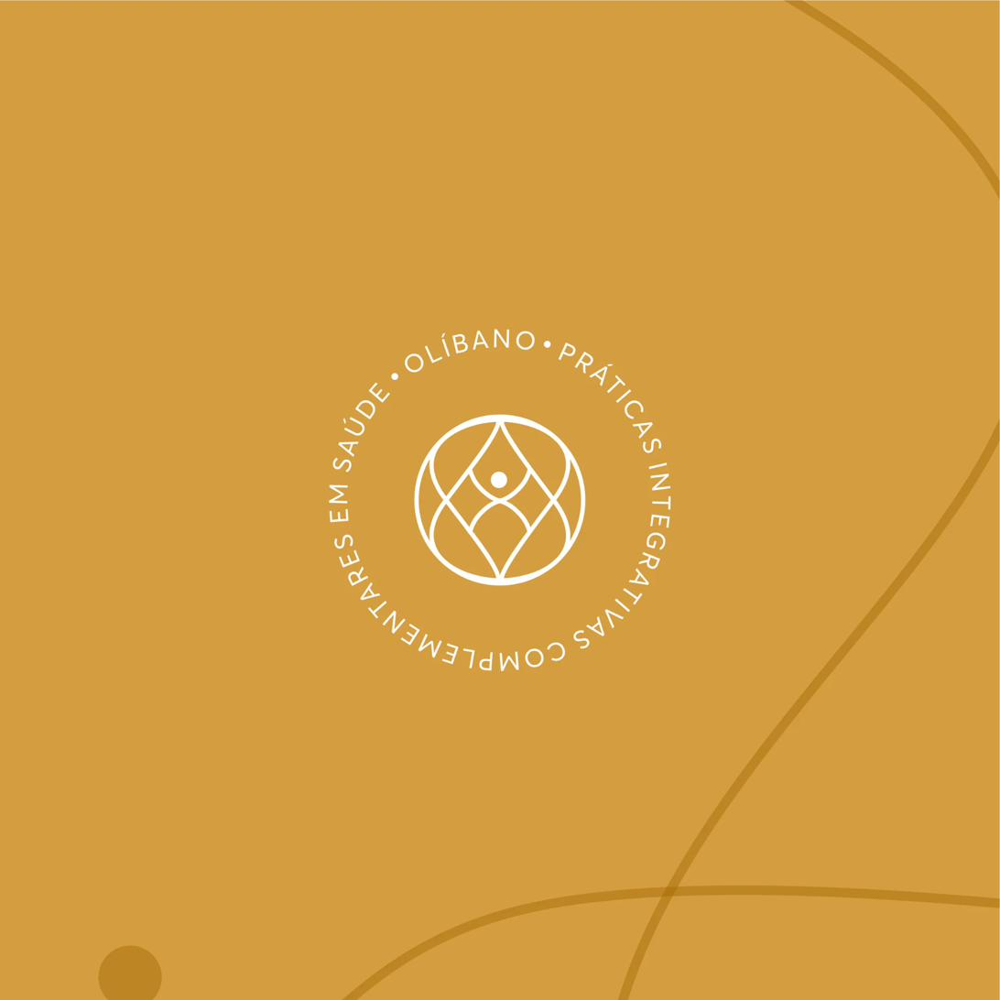 OLÍBANO • PRÁTICAS INTEGRATIVAS COMPLEMENTARES EM SAÚDE •